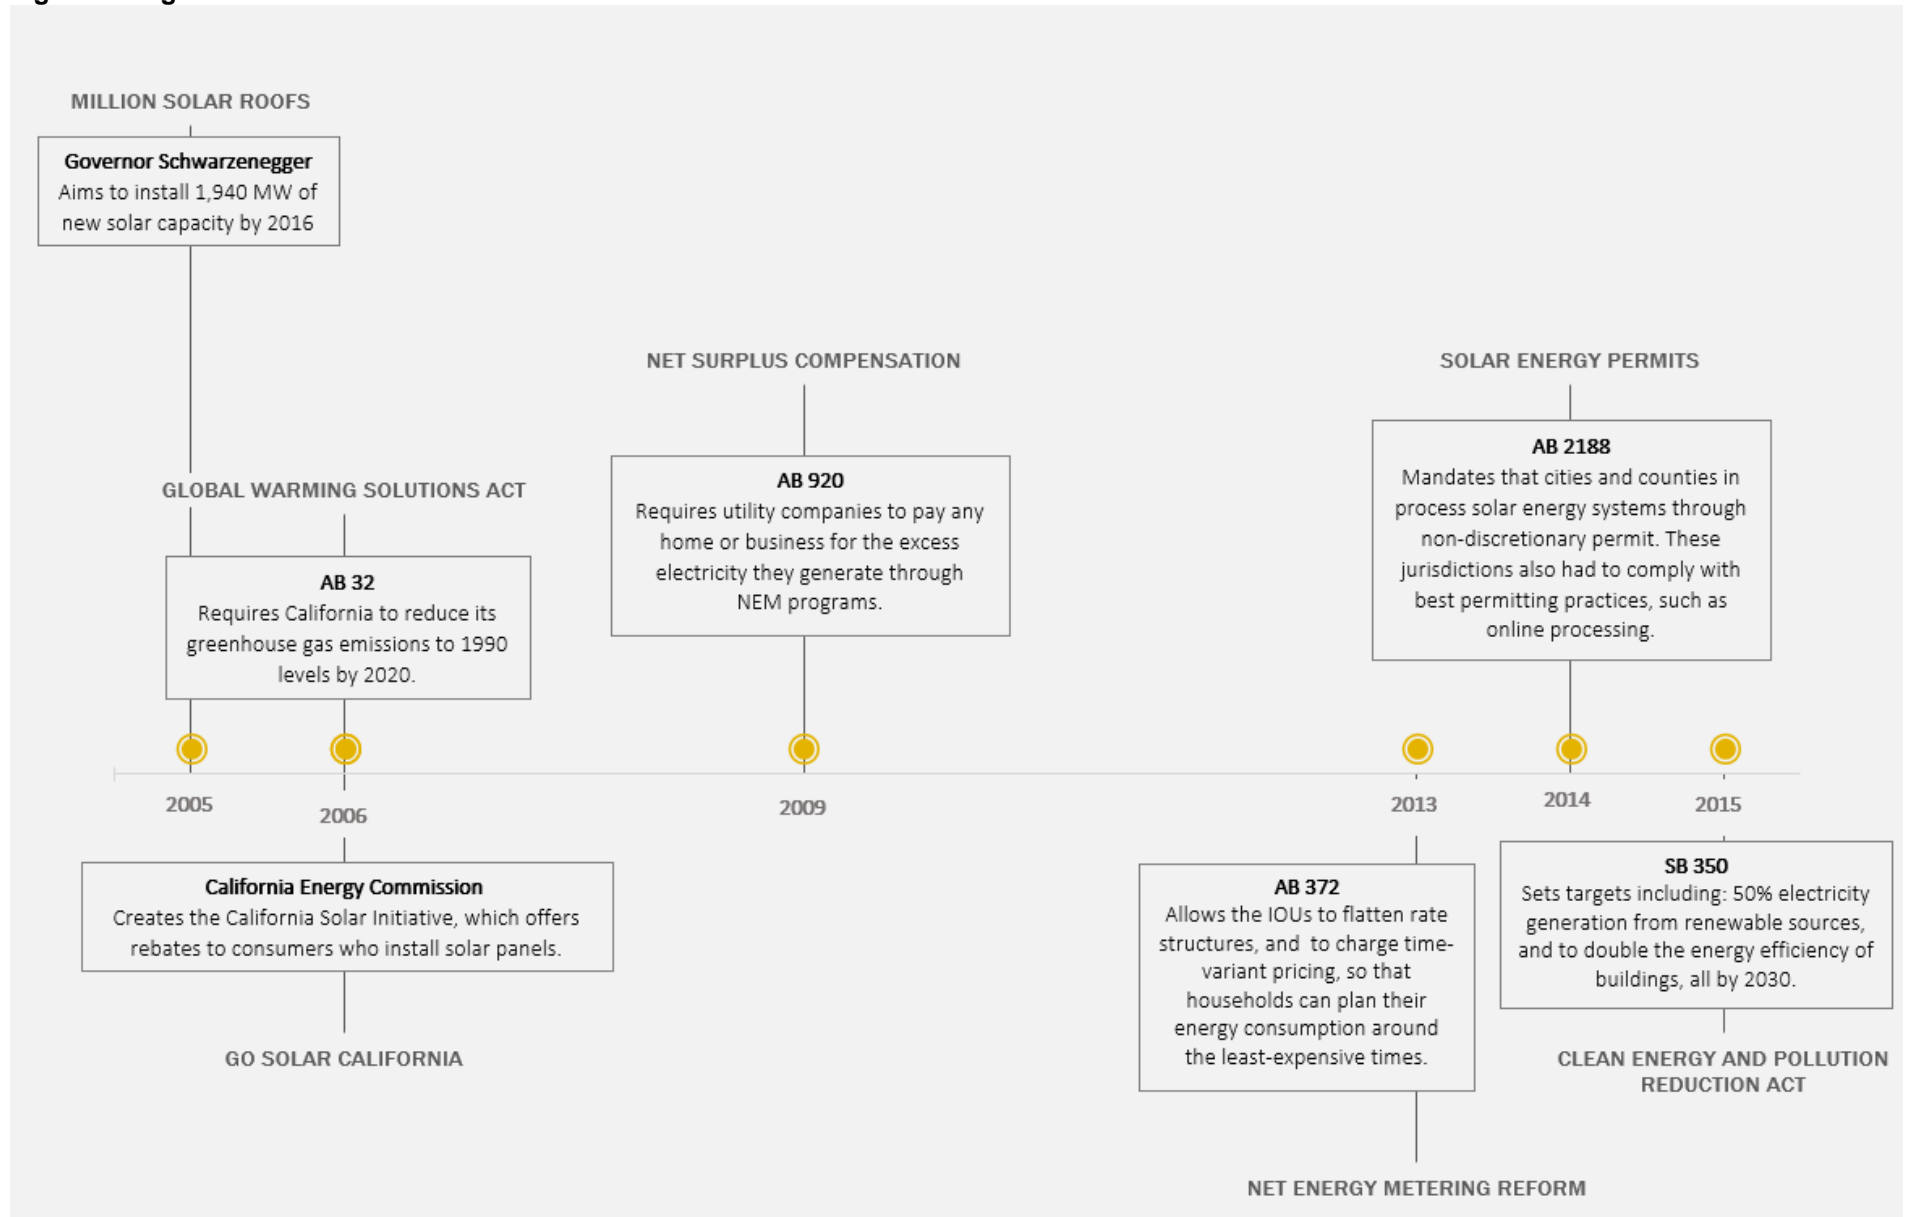 MILLION SOLAR ROOFS
Governor Schwarzenegger
Aims to install 1,940 MW of
new solar capacity by 2016
GLOBAL WARMING SOLUTIONS ACT
AB 32
Requires California to reduce its
greenhouse gas emissions to 1990
levels by 2020.
NET SURPLUS COMPENSATION
AB 920
Requires utility companies to pay any
home or business for the excess
electricity they generate through
NEM programs.
SOLAR ENERGY PERMITS
AB 2188
Mandates that cities and counties in
process solar energy systems through
non-discretionary permit. These
jurisdictions also had to comply with
best permitting practices, such as
online processing.
2005
2006
2009
2013
2014
2015
California Energy Commission
Creates the California Solar Initiative, which offers
rebates to consumers who install solar panels.
GO SOLAR CALIFORNIA
AB 372
Allows the IOUs to flatten rate
structures, and to charge time-
variant pricing, so that
households can plan their
energy consumption around
the least-expensive times.
NET ENERGY METERING REFORM
SB 350
Sets targets including: 50% electricity
generation from renewable sources,
and to double the energy efficiency of
buildings, all by 2030.
CLEAN ENERGY AND POLLUTION
REDUCTION ACT